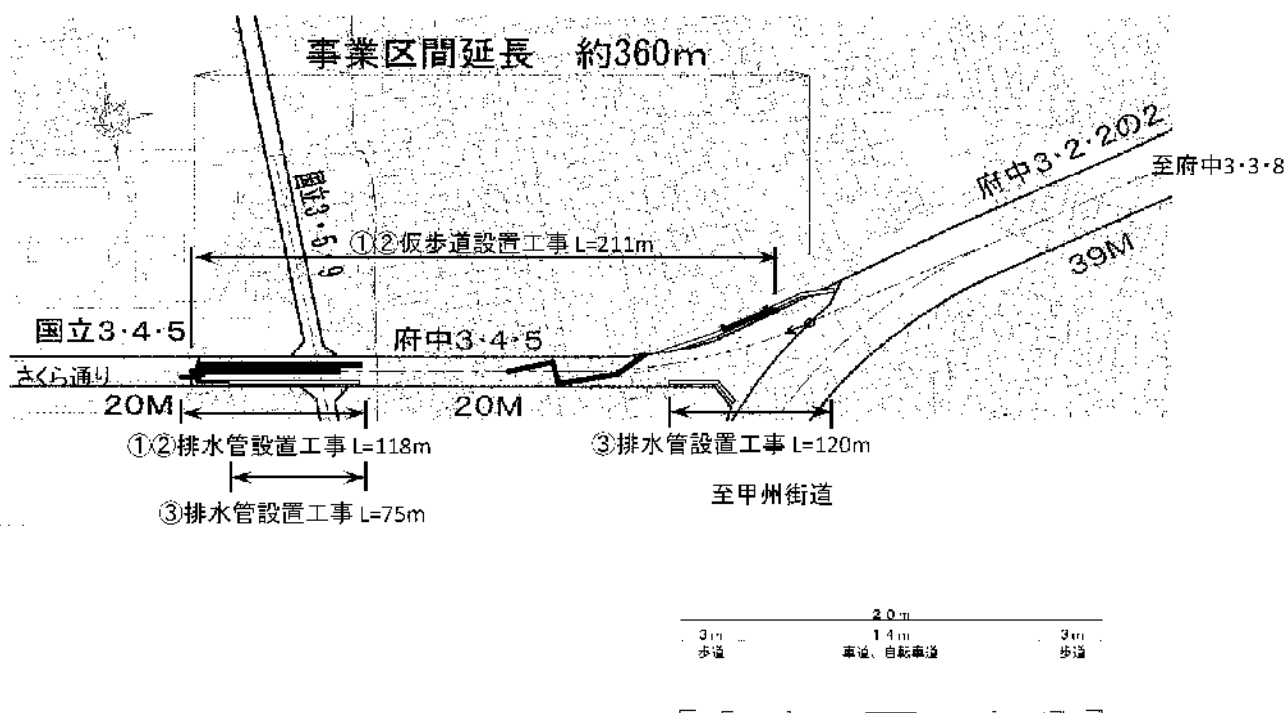 事業区間延長　約360m
府中3・2・2の2
至府中3・3・8
国立3・5・9
①②仮歩道設置工事 L=211m
39M
国立3・4・5
府中3・4・5
さくら通り
20M
20M
①②排水管設置工事 L=118m
③排水管設置工事 L=120m
至甲州街道
③排水管設置工事 L=75m
20m
3m
14m
3m
歩道
車道、自転車道
歩道